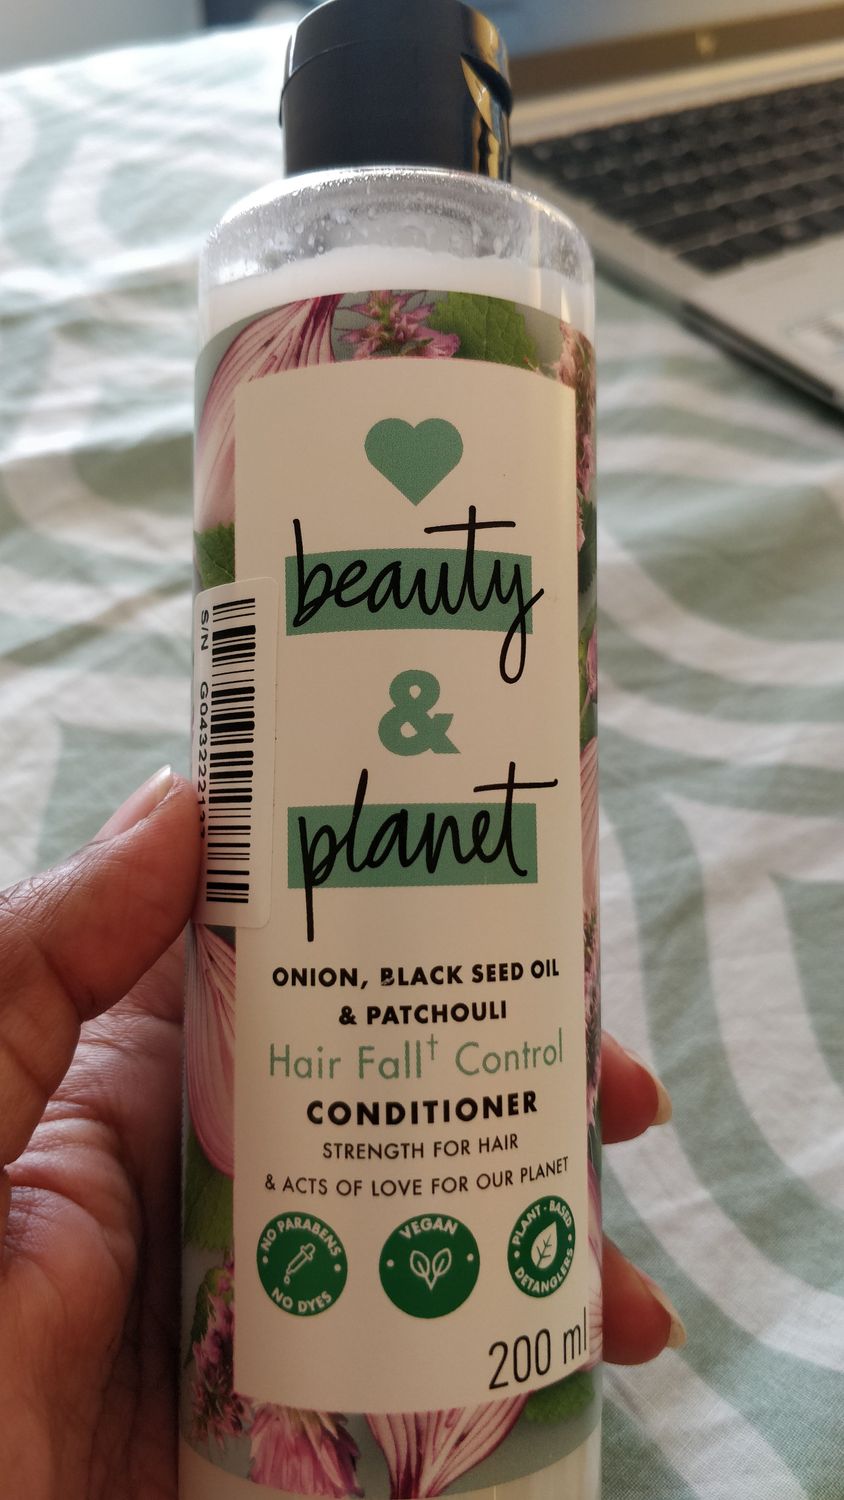 beauty
&
planet
ONION, BLACK SEED OIL
& PATCHOULI
Hair Fall† Control
CONDITIONER
STRENGTH FOR HAIR
& ACTS OF LOVE FOR OUR PLANET
NO PARABENS
NO DYES
VEGAN
PLANT-BASED
DETANGLERS
200 ml
S/N